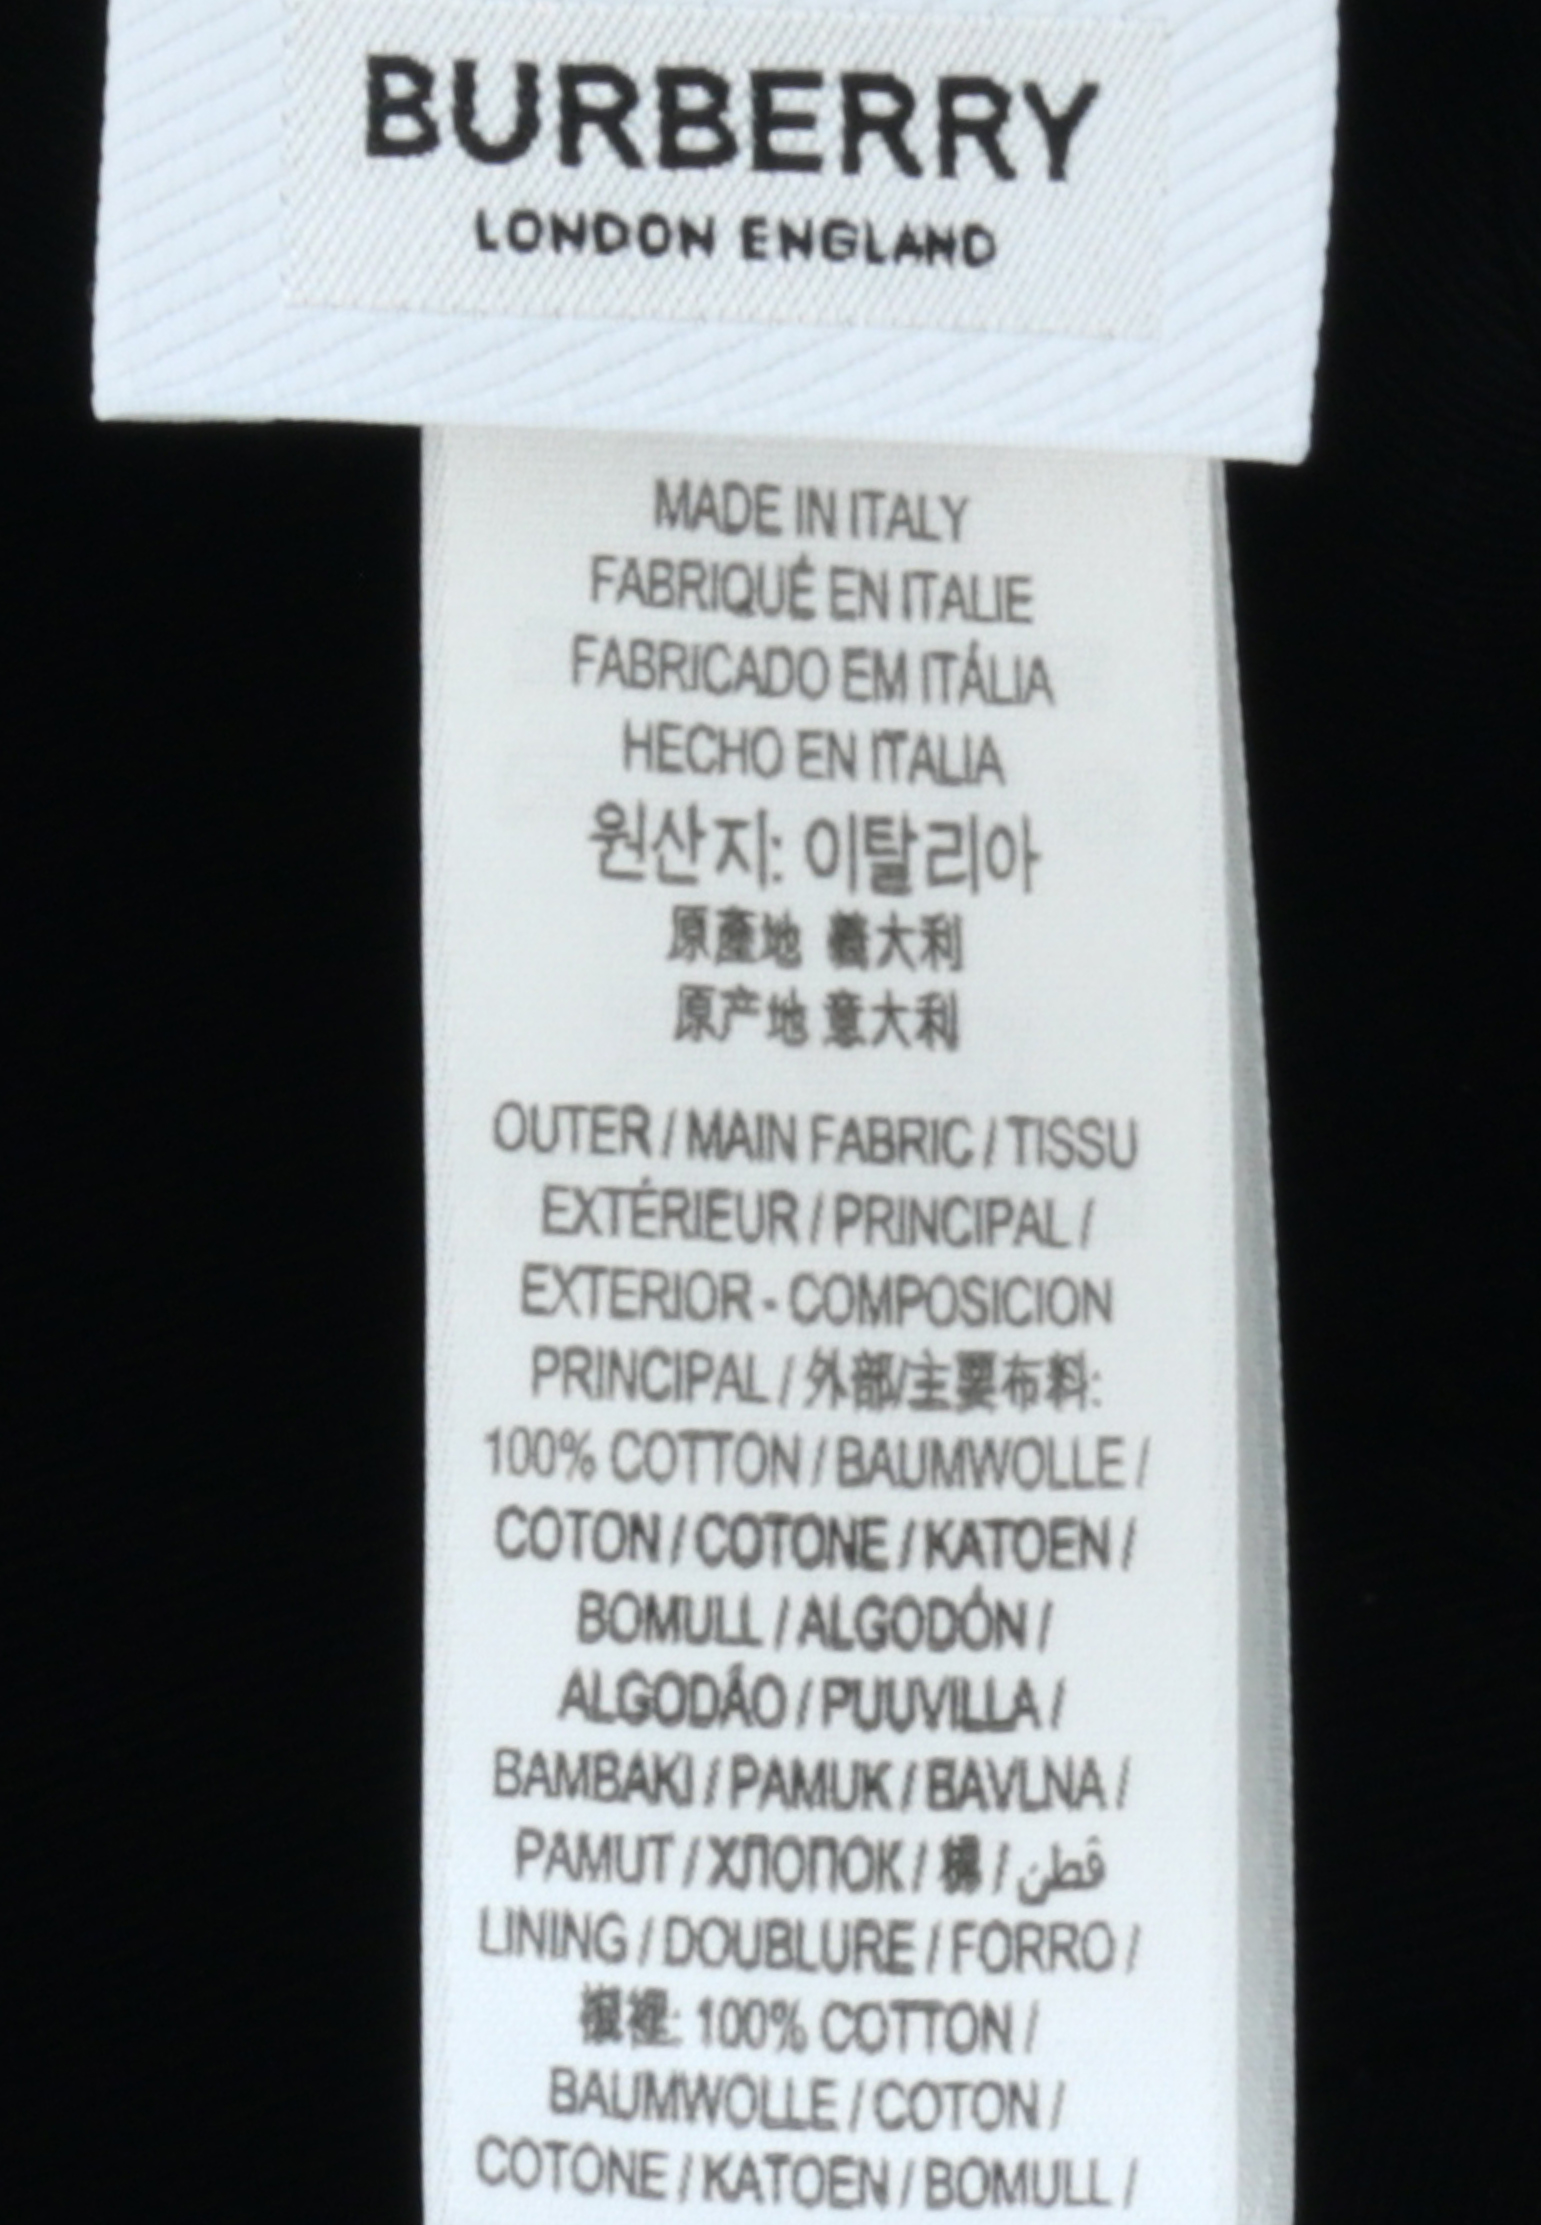 BURBERRY
LONDON ENGLAND
MADE IN ITALY
FABRIQUÉ EN ITALIE
FABRICADO EM ITÁLIA
HECHO EN ITALIA
원산지: 이탈리아
原產地 義大利
原产地 意大利
OUTER / MAIN FABRIC / TISSU
EXTÉRIEUR / PRINCIPAL /
EXTERIOR - COMPOSICION
PRINCIPAL / 外部/主要布料:
100% COTTON / BAUMWOLLE /
COTON / COTONE / KATOEN /
BOMULL / ALGODÓN /
ALGODÃO / PUUVILLA /
BAMBAKI / PAMUK / BAVLNA /
PAMUT / ХЛОПОК / 棉 / قطن
LINING / DOUBLURE / FORRO /
襯裡: 100% COTTON /
BAUMWOLLE / COTON /
COTONE / KATOEN / BOMULL /